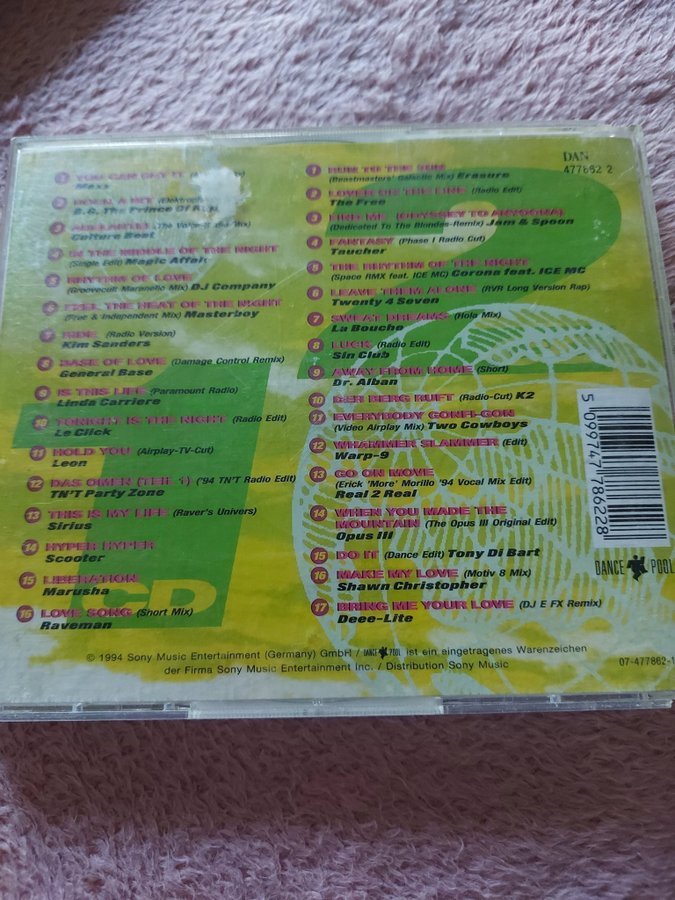 1 YOU CAN GET IT
Maxx
2 ROCK A BIT
B.G. The Prince Of Rap
3 ADELANTE!
Culture Beat
4 IN THE MIDDLE OF THE NIGHT
(Single Edit) Magic Affair
5 RHYTHM OF LOVE
(Groovecult Maranello Mix) DJ Company
6 FEEL THE HEAT OF THE NIGHT
(Free & Independent Mix) Masterboy
7 RIDE (Radio Version)
Kim Sanders
8 BASE OF LOVE (Damage Control Remix)
General Base
9 IS THIS LIFE (Paramount Radio)
Linda Carriere
10 TONIGHT IS THE NIGHT (Radio Edit)
Le Click
11 HOLD YOU (Airplay-TV-Cut)
Leon
12 DAS OMEN (TEIL 1) ('94 TN'T Radio Edit)
TN'T Party Zone
13 THIS IS MY LIFE (Raver's Univers)
Sirius
14 HYPER HYPER
Scooter
15 LIBERATION
Marusha
16 LOVE SONG (Short Mix)
Raveman
CD
1
2
1 RUN TO THE SUN
(Beatmasters' Galactic Mix) Erasure
2 LOVER ON THE LINE (Radio Edit)
The Free
3 FIND ME (ODYSSEY TO ANYOONA)
(Dedicated To The Blondes-Remix) Jam & Spoon
4 FANTASY (Phase I Radio Cut)
Taucher
5 THE RHYTHM OF THE NIGHT
(Space RMX feat. ICE MC) Corona feat. ICE MC
6 LEAVE THEM ALONE (RVR Long Version Rap)
Twenty 4 Seven
7 SWEAT DREAMS (Hola Mix)
La Bouche
8 LUCK (Radio Edit)
Sin Club
9 AWAY FROM HOME (Short)
Dr. Alban
10 DER BERG RUFT (Radio-Cut) K2
11 EVERYBODY GONFI-GON
(Video Airplay Mix) Two Cowboys
12 WHAMMER SLAMMER (Edit)
Warp-9
13 GO ON MOVE
(Erick 'More' Morillo '94 Vocal Mix Edit)
Real 2 Real
14 WHEN YOU MADE THE
MOUNTAIN (The Opus III Original Edit)
Opus III
15 DO IT (Dance Edit) Tony Di Bart
16 MAKE MY LOVE (Motiv 8 Mix)
Shawn Christopher
17 BRING ME YOUR LOVE (DJ E FX Remix)
Deee-Lite
DAN
477862 2
5 099747 786228
DANCE POOL
© 1994 Sony Music Entertainment (Germany) GmbH / DANCE POOL ist ein eingetragenes Warenzeichen
der Firma Sony Music Entertainment Inc. / Distribution Sony Music
07-477862-1